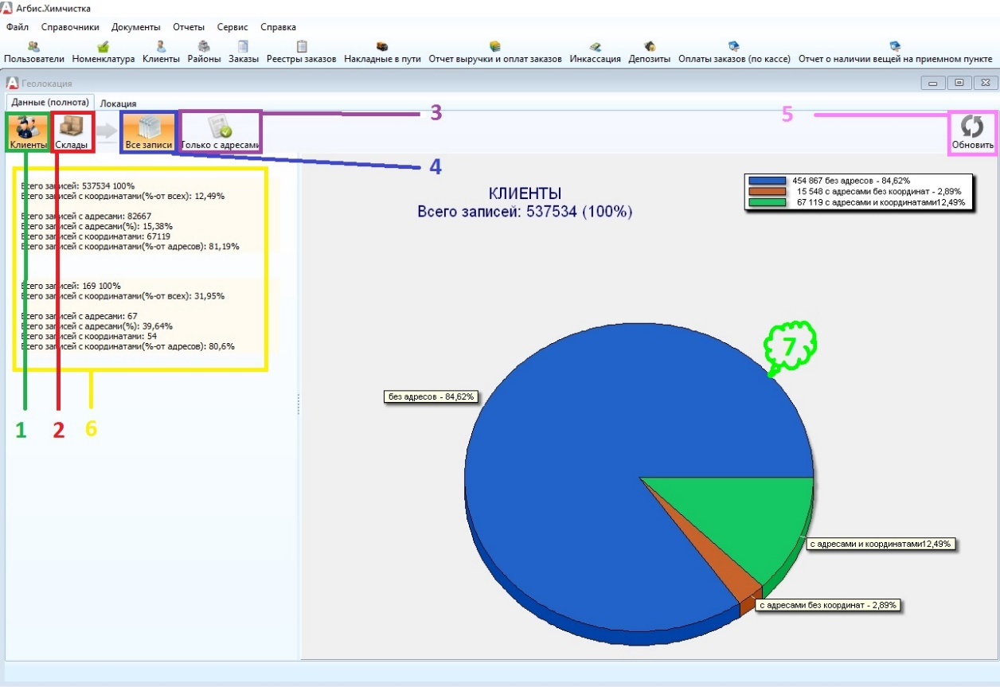 Агбис.Химчистка
Файл Справочники Документы Отчеты Сервис Справка
Пользователи Номенклатура Клиенты Районы Заказы Реестры заказов Накладные в пути Отчет выручки и оплат заказов Инкассация Депозиты Оплаты заказов (по кассе) Отчет о наличии вещей на приемном пункте
Геолокация
Данные (полнота) Локация
3
5
Клиенты Склады Все записи Только с адресами Обновить
4
Всего записей: 537534 100%
Всего записей с координатами(%-от всех): 12,49%
Всего записей с адресами: 82667
Всего записей с адресами(%): 15,38%
Всего записей с координатами: 67119
Всего записей с координатами(%-от адресов): 81,19%
Всего записей: 169 100%
Всего записей с координатами(%-от всех): 31,95%
Всего записей с адресами: 67
Всего записей с адресами(%): 39,64%
Всего записей с координатами: 54
Всего записей с координатами(%-от адресов): 80,6%
1 2 6
КЛИЕНТЫ
Всего записей: 537534 (100%)
454 867 без адресов - 84,62%
15 548 с адресами без координат - 2,89%
67 119 с адресами и координатами12,49%
7
без адресов - 84,62%
с адресами и координатами12,49%
с адресами без координат - 2,89%